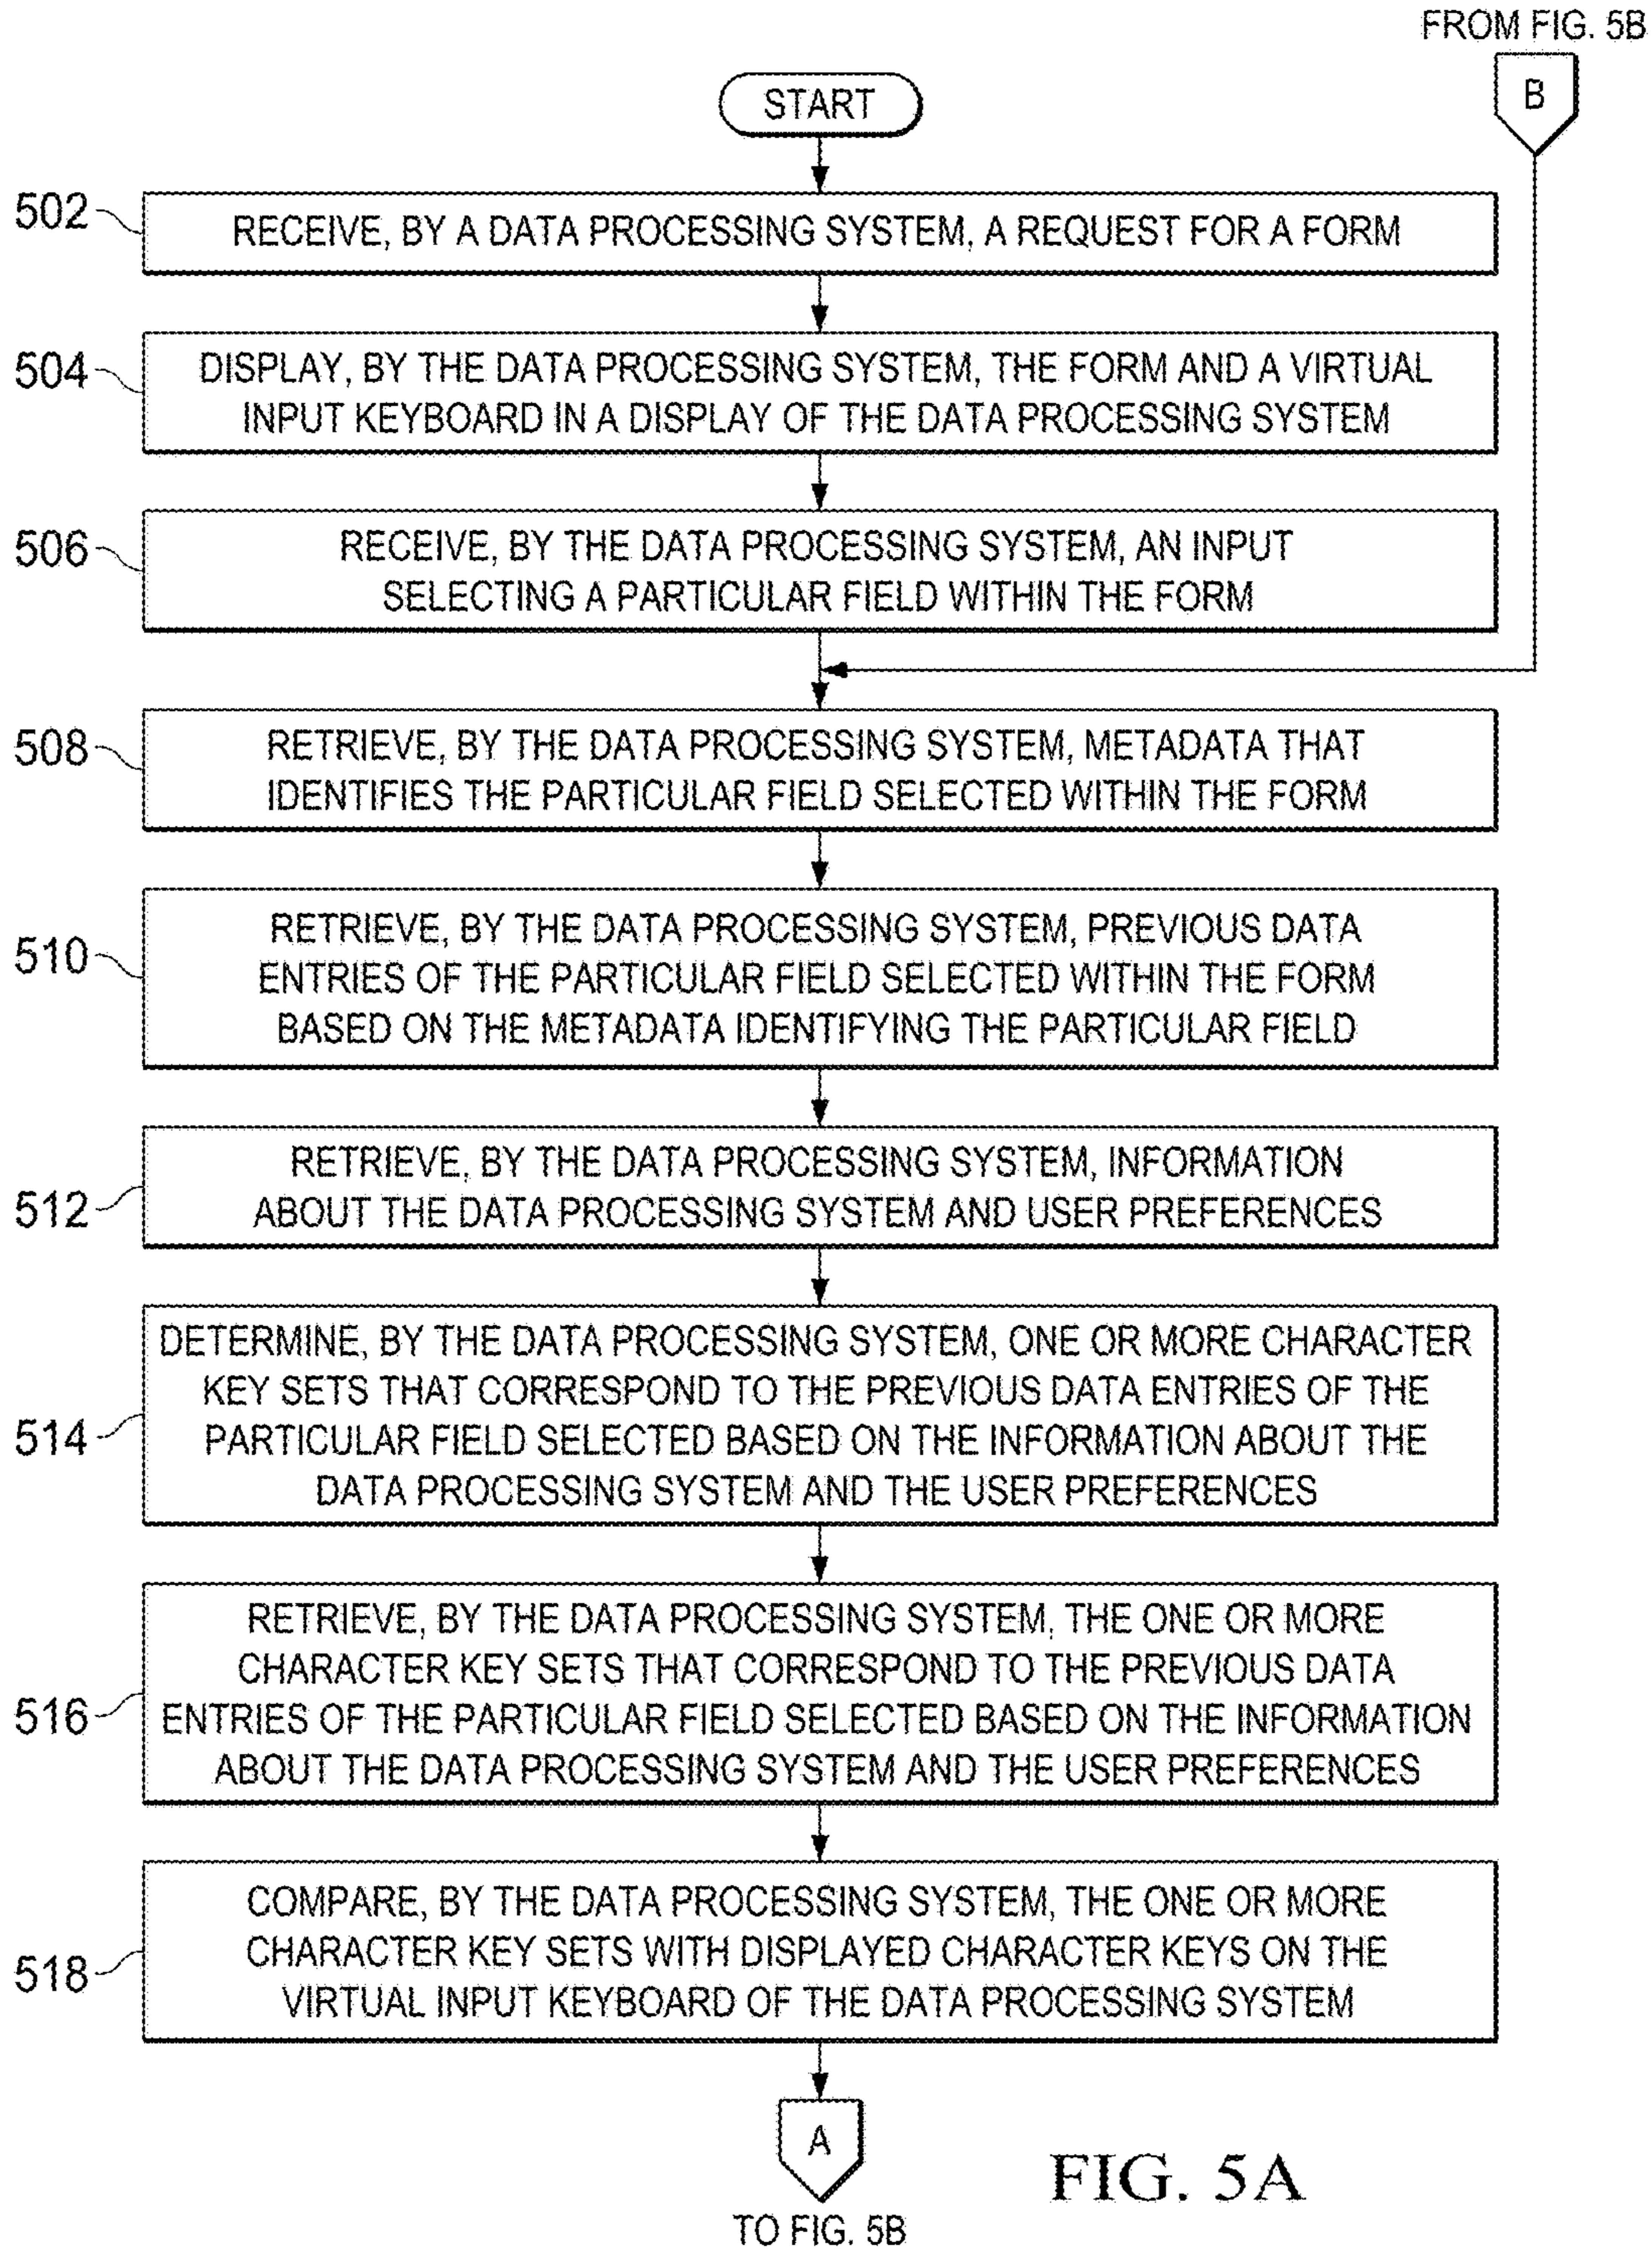 FROM FIG. 5B
B
START
502
RECEIVE, BY A DATA PROCESSING SYSTEM, A REQUEST FOR A FORM
504
DISPLAY, BY THE DATA PROCESSING SYSTEM, THE FORM AND A VIRTUAL
INPUT KEYBOARD IN A DISPLAY OF THE DATA PROCESSING SYSTEM
506
RECEIVE, BY THE DATA PROCESSING SYSTEM, AN INPUT
SELECTING A PARTICULAR FIELD WITHIN THE FORM
508
RETRIEVE, BY THE DATA PROCESSING SYSTEM, METADATA THAT
IDENTIFIES THE PARTICULAR FIELD SELECTED WITHIN THE FORM
510
RETRIEVE, BY THE DATA PROCESSING SYSTEM, PREVIOUS DATA
ENTRIES OF THE PARTICULAR FIELD SELECTED WITHIN THE FORM
BASED ON THE METADATA IDENTIFYING THE PARTICULAR FIELD
512
RETRIEVE, BY THE DATA PROCESSING SYSTEM, INFORMATION
ABOUT THE DATA PROCESSING SYSTEM AND USER PREFERENCES
514
DETERMINE, BY THE DATA PROCESSING SYSTEM, ONE OR MORE CHARACTER
KEY SETS THAT CORRESPOND TO THE PREVIOUS DATA ENTRIES OF THE
PARTICULAR FIELD SELECTED BASED ON THE INFORMATION ABOUT THE
DATA PROCESSING SYSTEM AND THE USER PREFERENCES
516
RETRIEVE, BY THE DATA PROCESSING SYSTEM, THE ONE OR MORE
CHARACTER KEY SETS THAT CORRESPOND TO THE PREVIOUS DATA
ENTRIES OF THE PARTICULAR FIELD SELECTED BASED ON THE INFORMATION
ABOUT THE DATA PROCESSING SYSTEM AND THE USER PREFERENCES
518
COMPARE, BY THE DATA PROCESSING SYSTEM, THE ONE OR MORE
CHARACTER KEY SETS WITH DISPLAYED CHARACTER KEYS ON THE
VIRTUAL INPUT KEYBOARD OF THE DATA PROCESSING SYSTEM
A
TO FIG. 5B
FIG. 5A